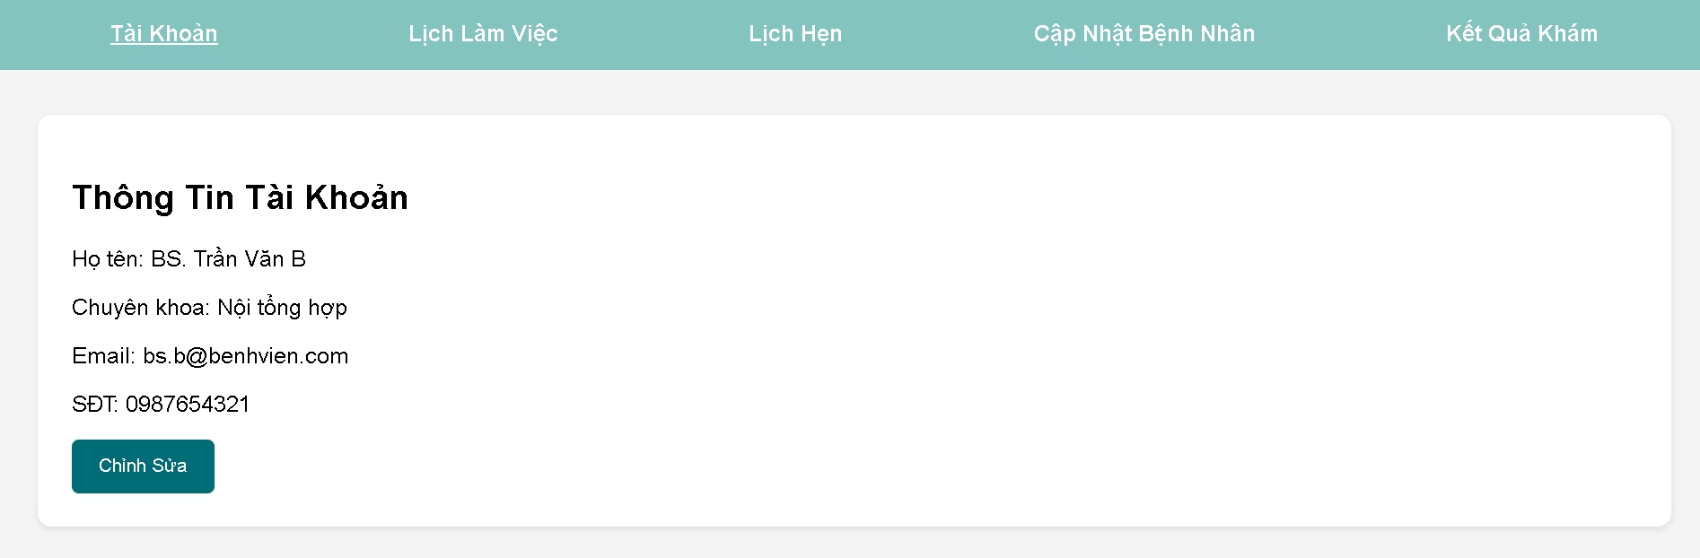 Tài Khoản Lịch Làm Việc Lịch Hẹn Cập Nhật Bệnh Nhân Kết Quả Khám
Thông Tin Tài Khoản
Họ tên: BS. Trần Văn B
Chuyên khoa: Nội tổng hợp
Email: bs.b@benhvien.com
SĐT: 0987654321
Chỉnh Sửa